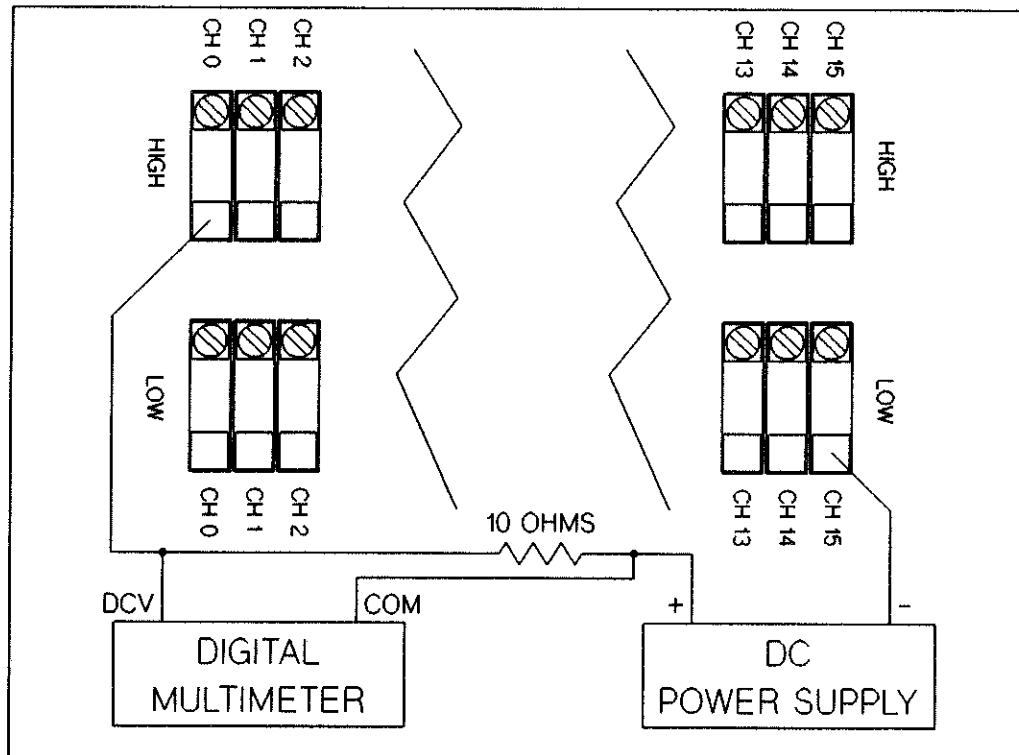 CH 0
CH 1
CH 2
CH 13
CH 14
CH 15
HIGH
HIGH
LOW
LOW
CH 0
CH 1
CH 2
CH 13
CH 14
CH 15
10 OHMS
DCV
COM
+
-
DIGITAL
MULTIMETER
DC
POWER SUPPLY